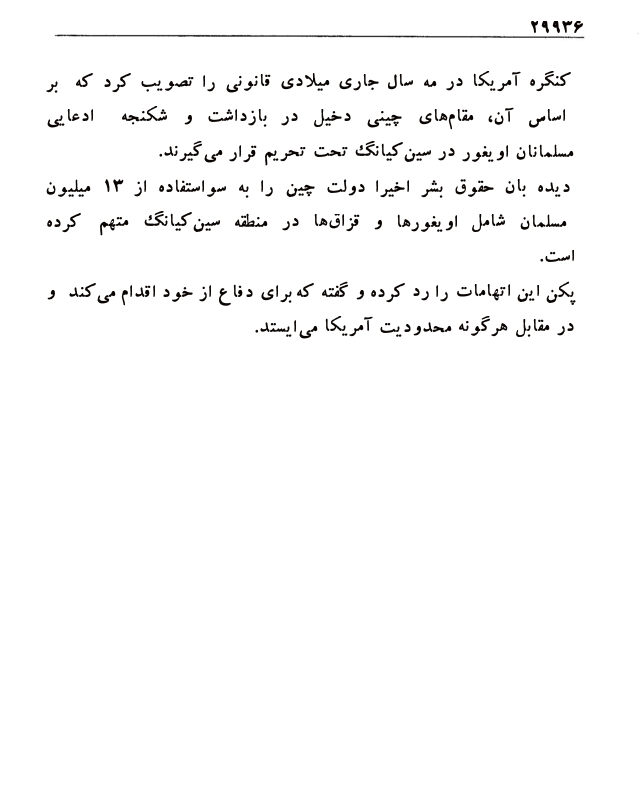 ۲۹۹۳۶
کنگره آمریکا در مه سال جاری میلادی قانونی را تصویب کرد که بر
اساس آن، مقام‌های چینی دخیل در بازداشت و شکنجه ادعایی
مسلمانان اویغور در سین‌کیانگ تحت تحریم قرار می‌گیرند.
دیده بان حقوق بشر اخیرا دولت چین را به سواستفاده از ۱۳ میلیون
مسلمان شامل اویغورها و قزاق‌ها در منطقه سین‌کیانگ متهم کرده
است.
پکن این اتهامات را رد کرده و گفته که برای دفاع از خود اقدام می‌کند و
در مقابل هرگونه محدودیت آمریکا می‌ایستد.